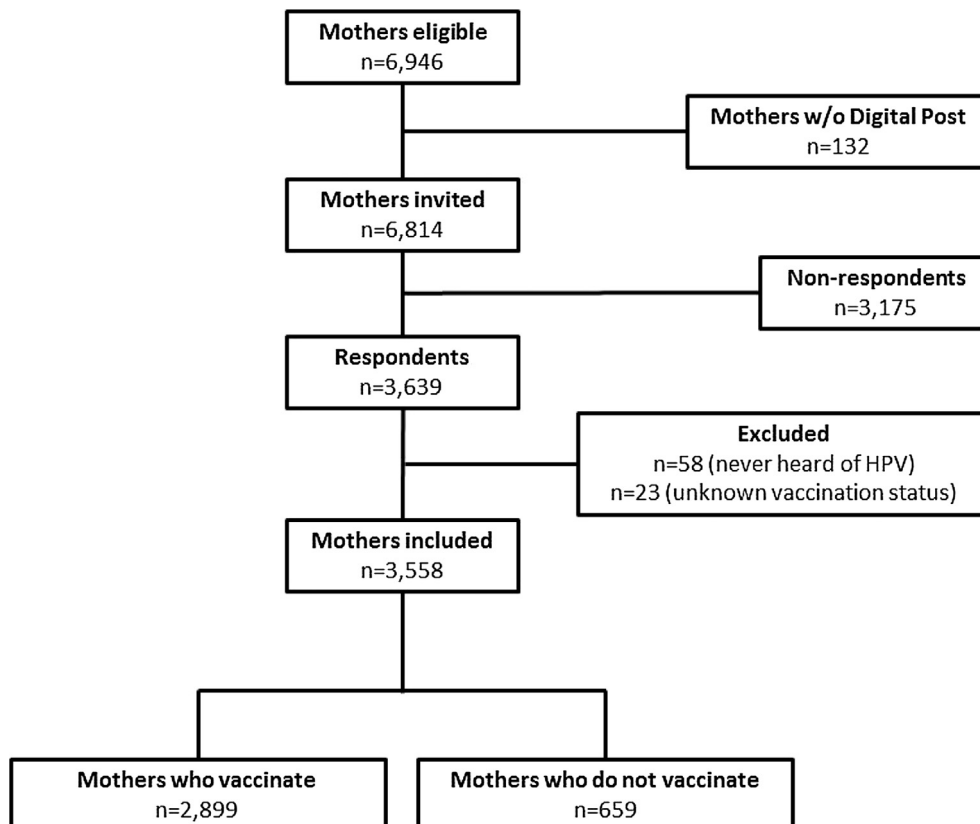 Mothers eligible
n=6,946
Mothers w/o Digital Post
n=132
Mothers invited
n=6,814
Non-respondents
n=3,175
Respondents
n=3,639
Excluded
n=58 (never heard of HPV)
n=23 (unknown vaccination status)
Mothers included
n=3,558
Mothers who vaccinate
n=2,899
Mothers who do not vaccinate
n=659